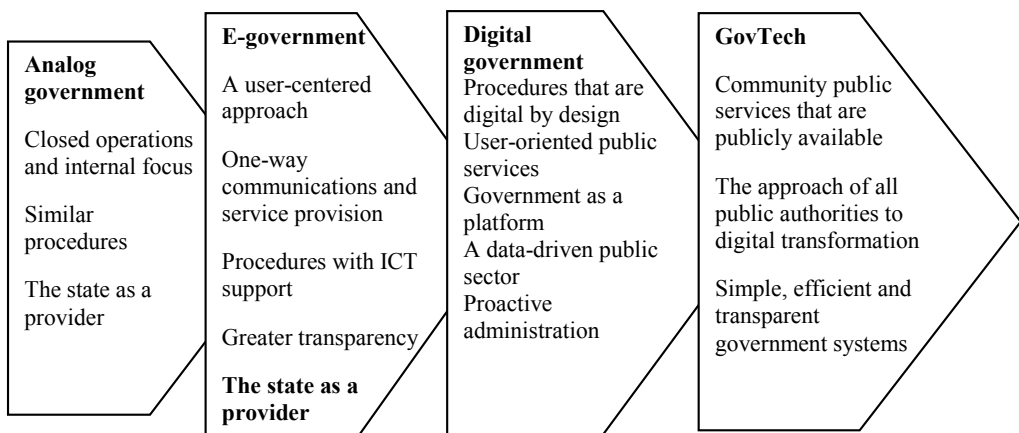 Analog
government
Closed operations
and internal focus
Similar
procedures
The state as a
provider
E-government
A user-centered
approach
One-way
communications and
service provision
Procedures with ICT
support
Greater transparency
The state as a
provider
Digital
government
Procedures that are
digital by design
User-oriented public
services
Government as a
platform
A data-driven public
sector
Proactive
administration
GovTech
Community public
services that are
publicly available
The approach of all
public authorities to
digital transformation
Simple, efficient and
transparent
government systems